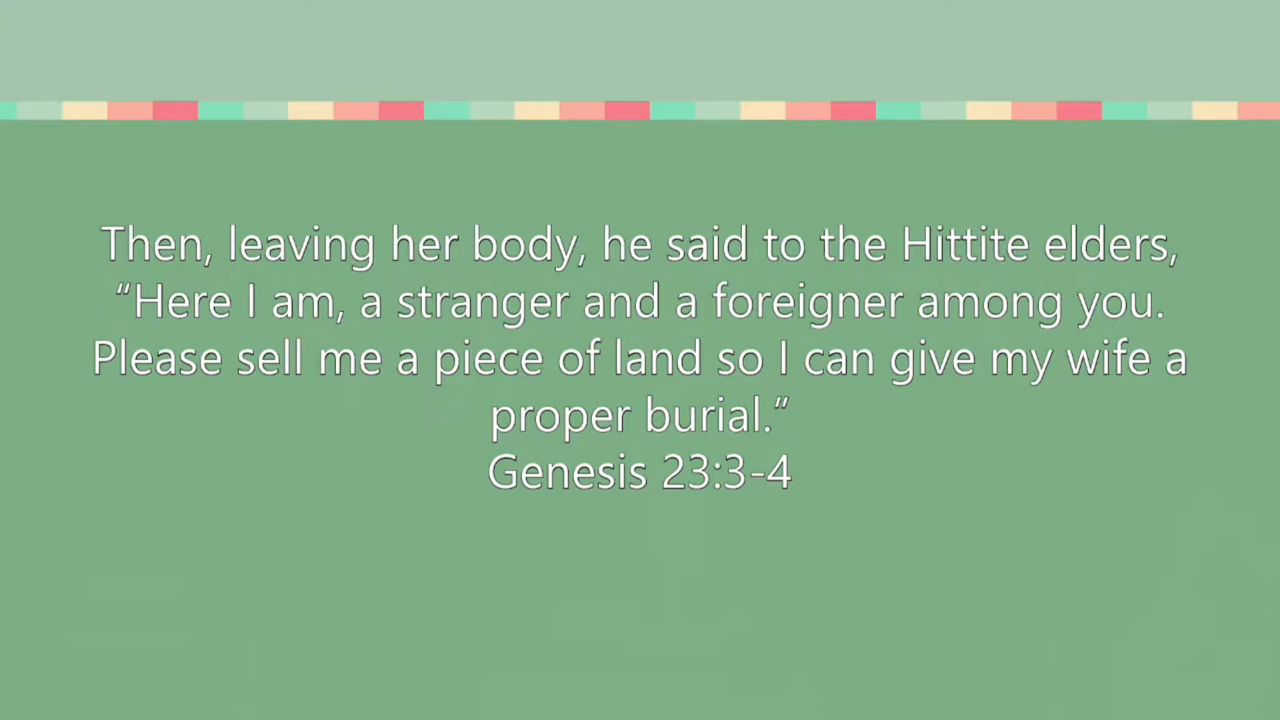 Then, leaving her body, he said to the Hittite elders,
“Here I am, a stranger and a foreigner among you.
Please sell me a piece of land so I can give my wife a
proper burial.”
Genesis 23:3-4